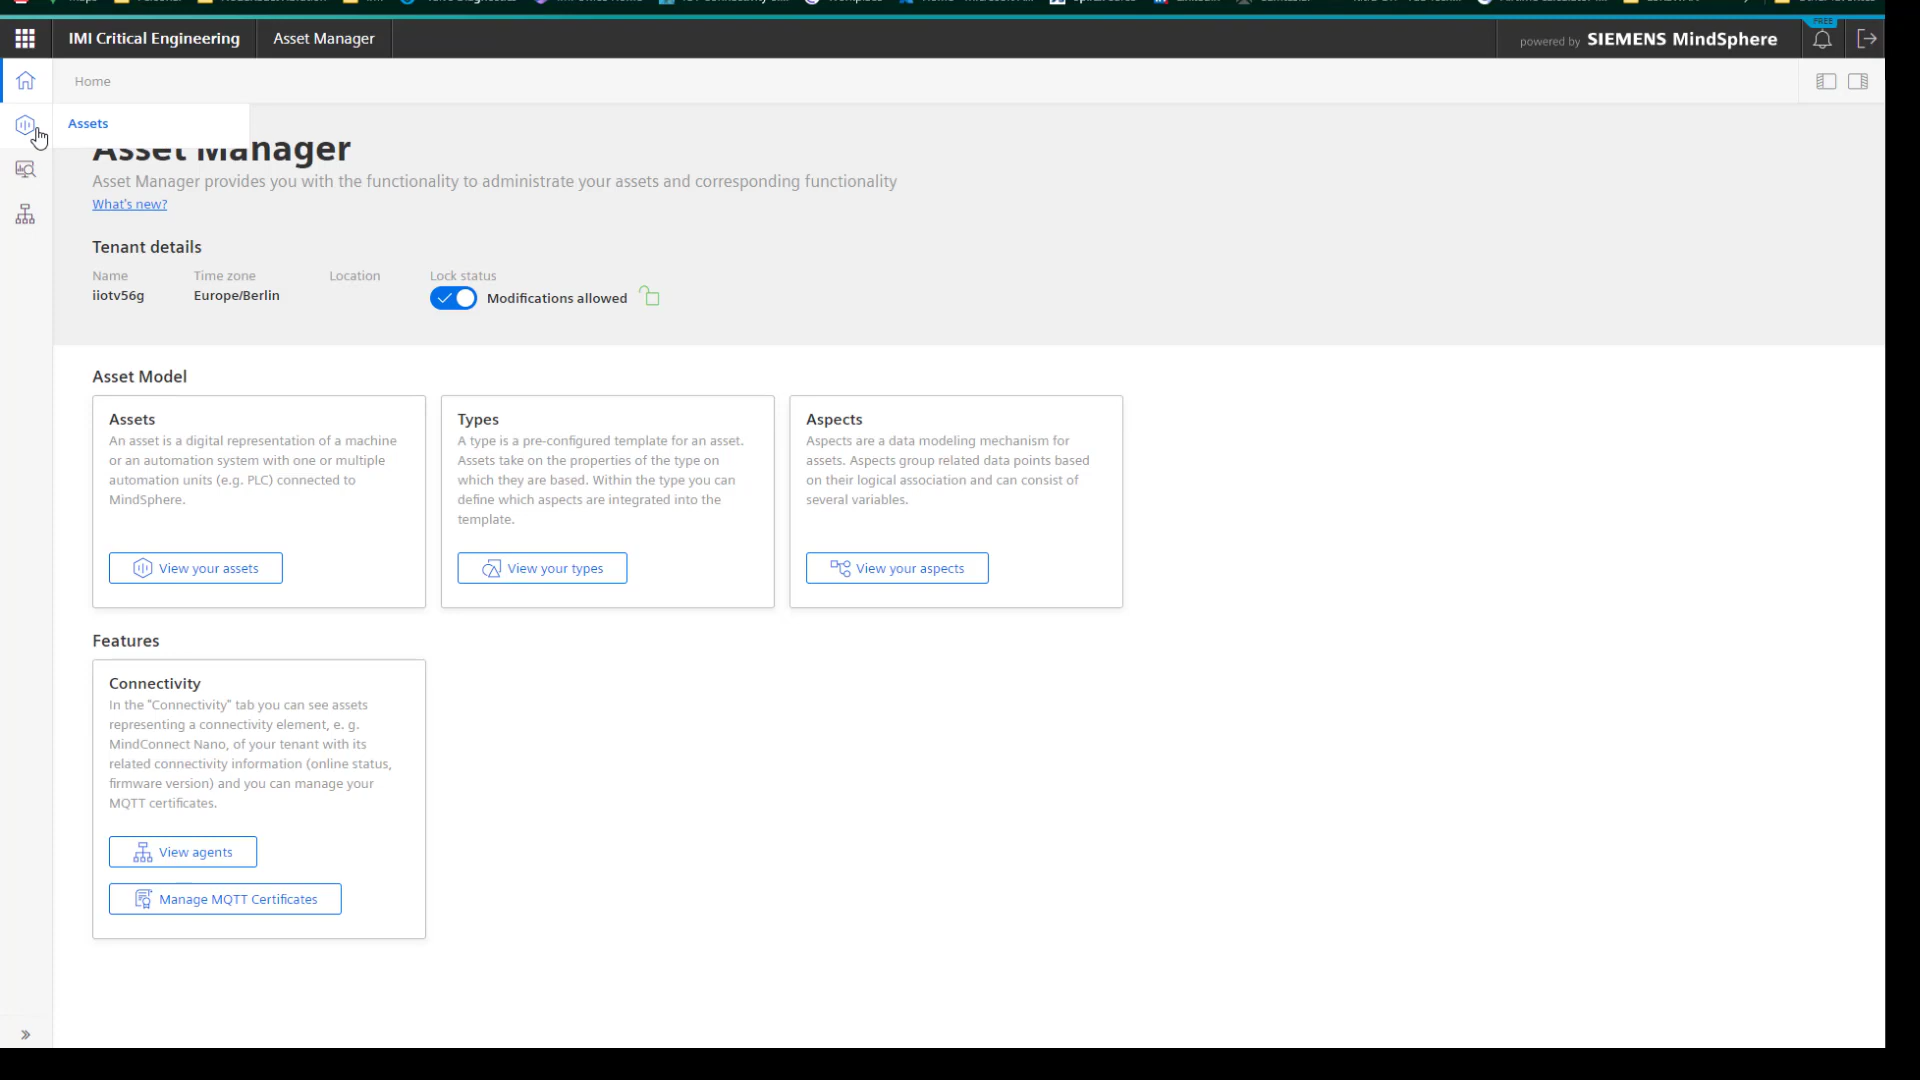 FREE
IMI Critical Engineering
Asset Manager
powered by SIEMENS MindSphere
Home
Assets
Asset Manager
Asset Manager provides you with the functionality to administrate your assets and corresponding functionality
What's new?
Tenant details
Name
Time zone
Location
Lock status
iiotv56g
Europe/Berlin
Modifications allowed
Asset Model
Assets
An asset is a digital representation of a machine
or an automation system with one or multiple
automation units (e.g. PLC) connected to
MindSphere.
View your assets
Types
A type is a pre-configured template for an asset.
Assets take on the properties of the type on
which they are based. Within the type you can
define which aspects are integrated into the
template.
View your types
Aspects
Aspects are a data modeling mechanism for
assets. Aspects group related data points based
on their logical association and can consist of
several variables.
View your aspects
Features
Connectivity
In the "Connectivity" tab you can see assets
representing a connectivity element, e. g.
MindConnect Nano, of your tenant with its
related connectivity information (online status,
firmware version) and you can manage your
MQTT certificates.
View agents
Manage MQTT Certificates